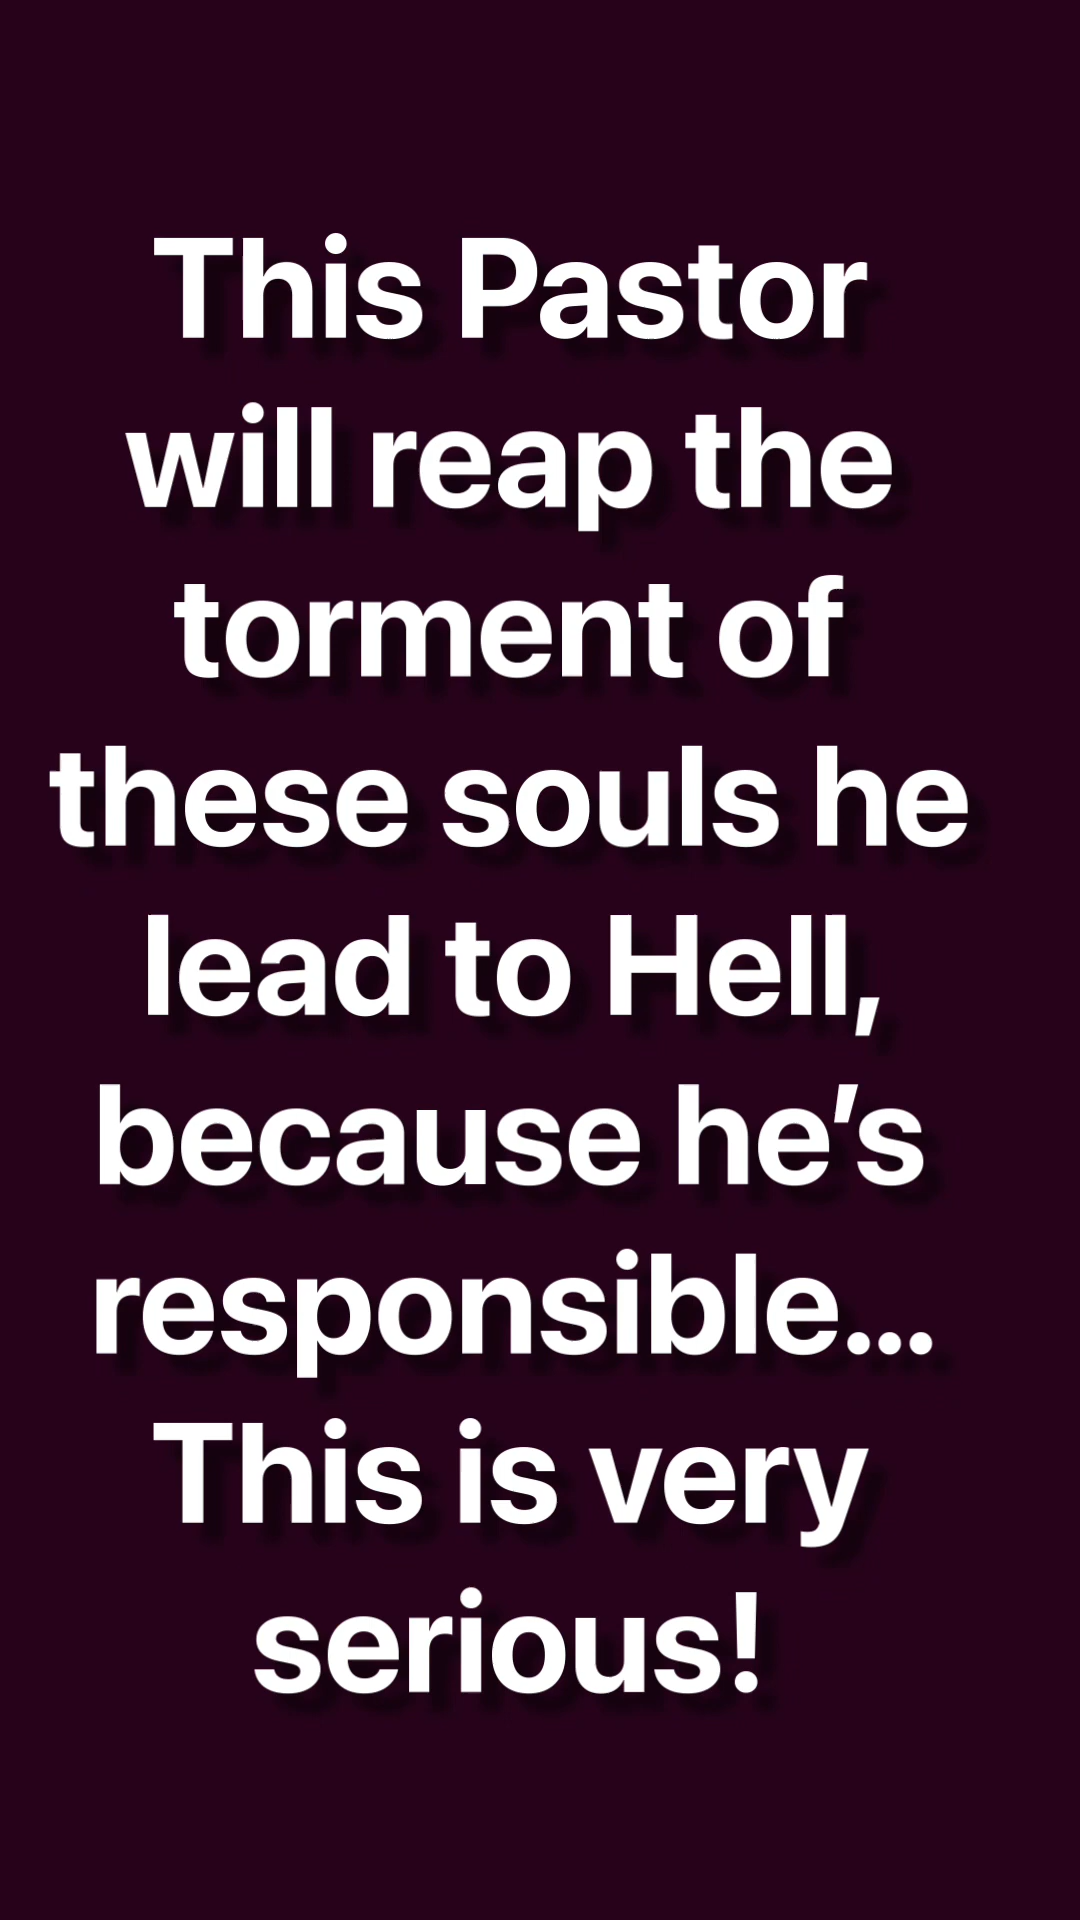 This Pastor
will reap the
torment of
these souls he
lead to Hell,
because he’s
responsible…
This is very
serious!